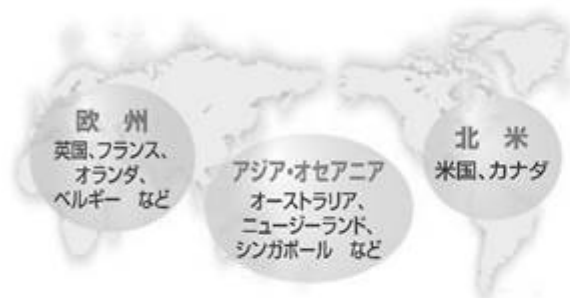 欧　州
英国、フランス、
オランダ、
ベルギー　など
アジア・オセアニア
オーストラリア、
ニュージーランド、
シンガポール　など
北　米
米国、カナダ